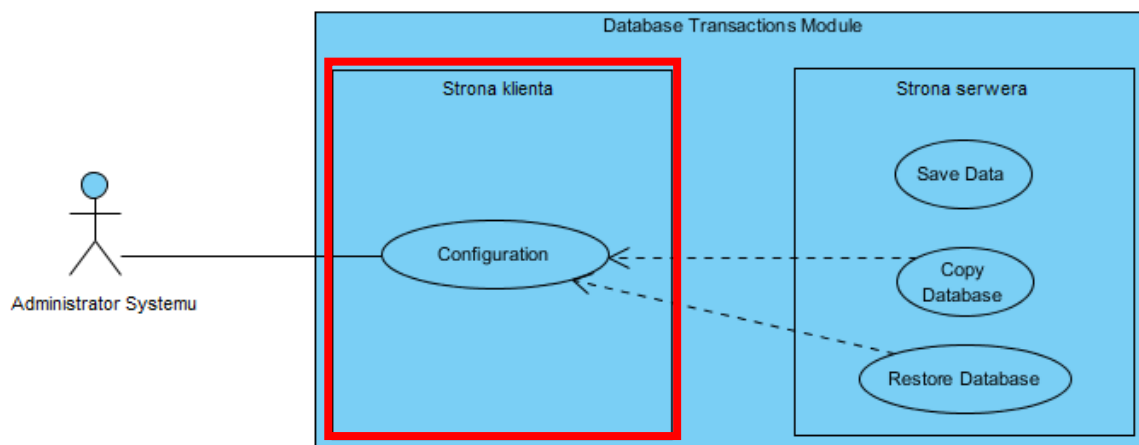 Database Transactions Module
Strona klienta
Strona serwera
Save Data
Configuration
Copy
Database
Administrator Systemu
Restore Database